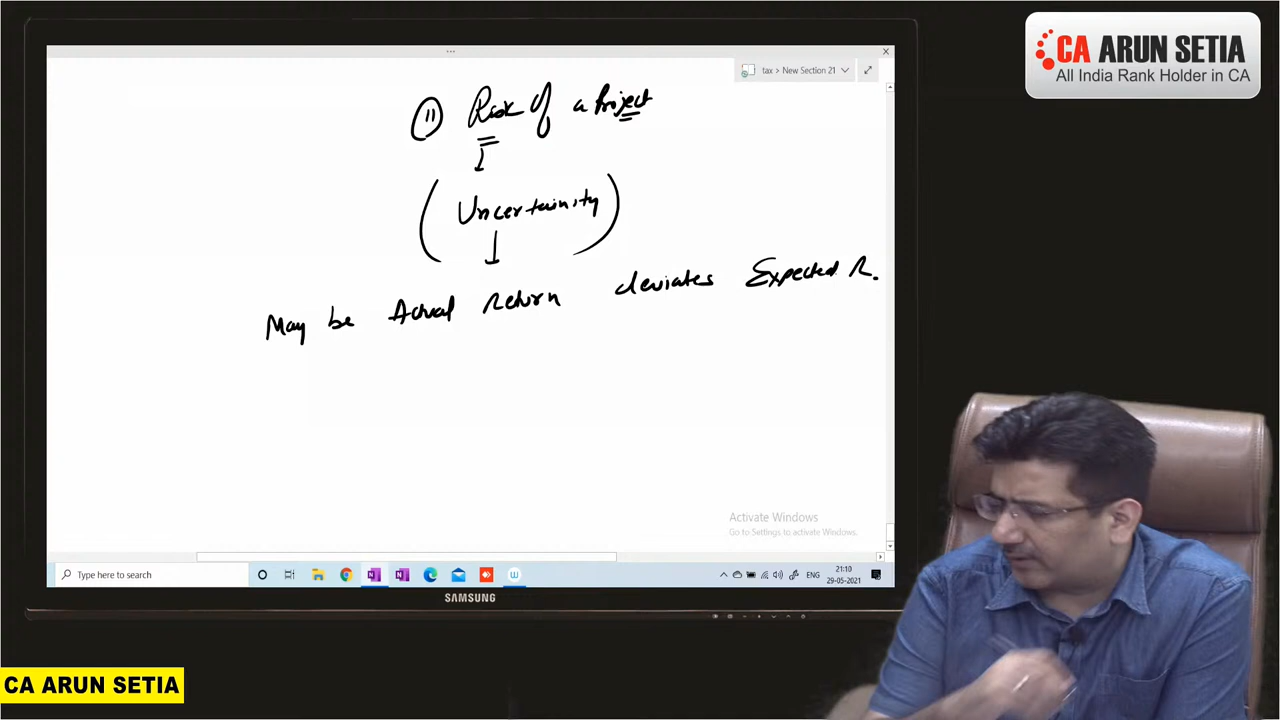 CA ARUN SETIA
All India Rank Holder in CA
tax > New Section 21
(11) Risk of a Project
(Uncertainity)
May be Actual Return deviates Expected R.
Activate Windows
Go to Settings to activate Windows.
Type here to search
ENG
21:10
29-05-2021
SAMSUNG
CA ARUN SETIA